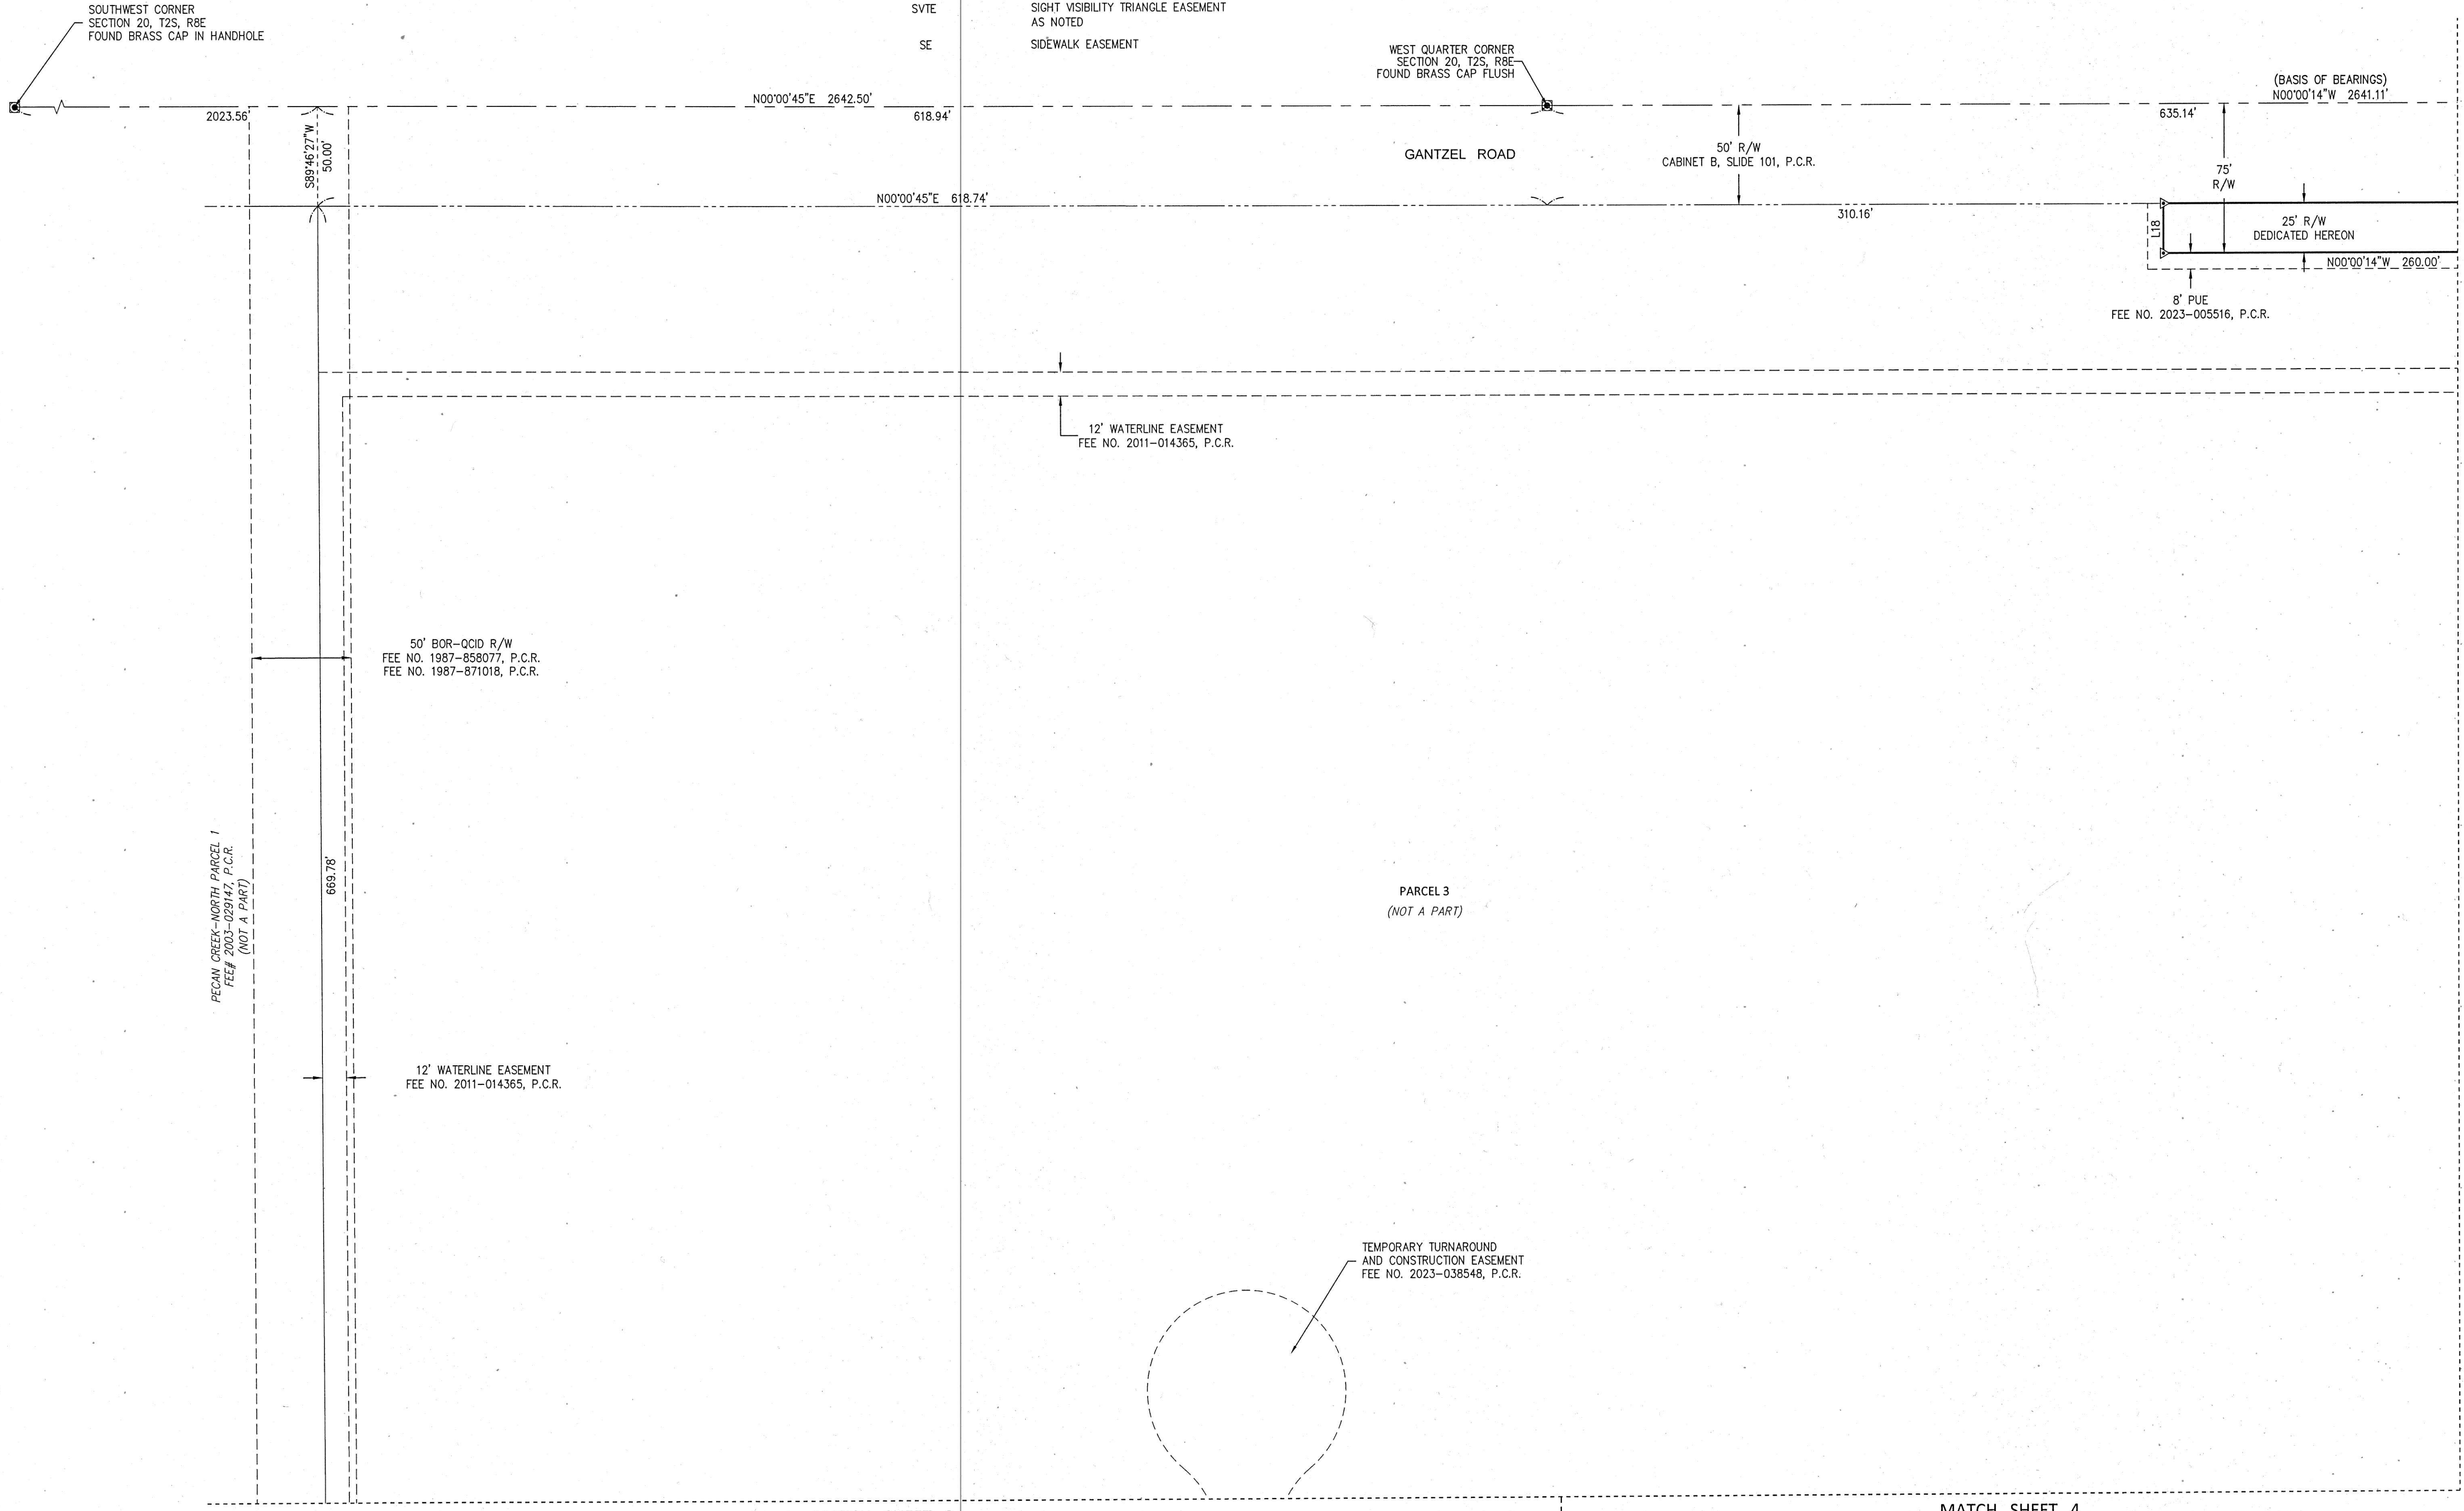 SOUTHWEST CORNER
SECTION 20, T2S, R8E
FOUND BRASS CAP IN HANDHOLE
SVTE
SIGHT VISIBILITY TRIANGLE EASEMENT
AS NOTED
SE
SIDEWALK EASEMENT
WEST QUARTER CORNER
SECTION 20, T2S, R8E
FOUND BRASS CAP FLUSH
(BASIS OF BEARINGS)
N00°00'14"W 2641.11'
N00°00'45"E 2642.50'
2023.56'
618.94'
635.14'
S89°46'27"W
50.00'
GANTZEL ROAD
50' R/W
CABINET B, SLIDE 101, P.C.R.
75'
R/W
N00°00'45"E 618.74'
310.16'
L18
25' R/W
DEDICATED HEREON
N00°00'14"W 260.00'
8' PUE
FEE NO. 2023-005516, P.C.R.
12' WATERLINE EASEMENT
FEE NO. 2011-014365, P.C.R.
50' BOR-QCID R/W
FEE NO. 1987-858077, P.C.R.
FEE NO. 1987-871018, P.C.R.
PECAN CREEK-NORTH PARCEL 1
FEE# 2003-029147, P.C.R.
(NOT A PART)
669.78'
PARCEL 3
(NOT A PART)
12' WATERLINE EASEMENT
FEE NO. 2011-014365, P.C.R.
TEMPORARY TURNAROUND
AND CONSTRUCTION EASEMENT
FEE NO. 2023-038548, P.C.R.
MATCH SHEET 4